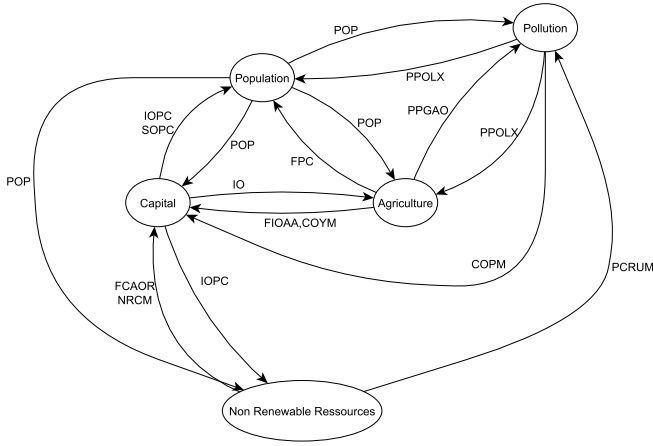 Pollution
POP
Population
PPOLX
IOPC
SOPC
PPGAO
POP
PPOLX
POP
FPC
POP
IO
Capital
Agriculture
FIOAA,COYM
COPM
PCRUM
FCAOR
NRCM
IOPC
Non Renewable Ressources